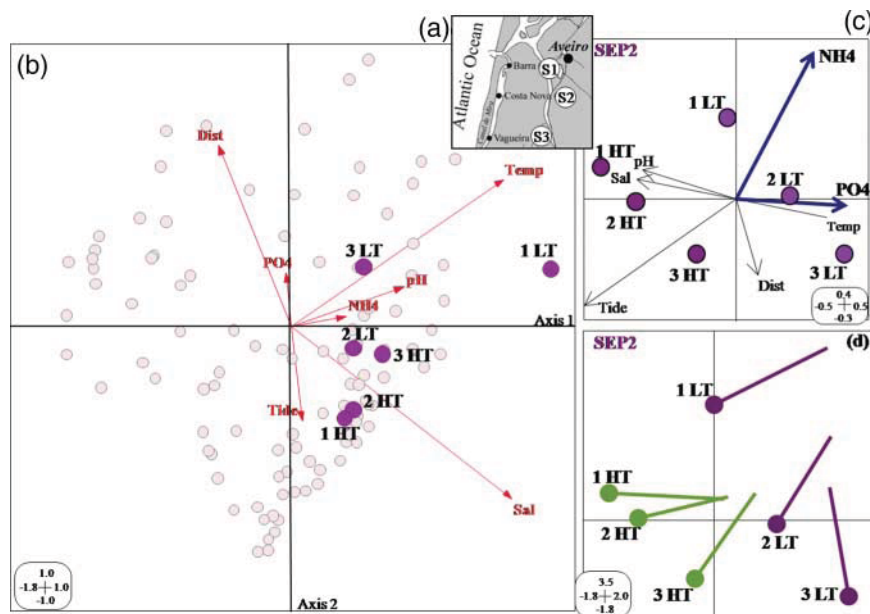 (a)
Atlantic Ocean
Aveiro
Barra
S1
Costa Nova
S2
Vagueira
S3
(b)
Dist
Temp
3 LT
1 LT
PO4
pH
NH4
Axis 1
2 LT
3 HT
Tide
2 HT
1 HT
Sal
1.0
-1.8 1.0
-1.0
Axis 2
(c)
SEP2
NH4
1 LT
1 HT
pH
Sal
2 LT
PO4
2 HT
Temp
3 HT
3 LT
Dist
Tide
0.4
-0.5 0.5
-0.3
SEP2
(d)
1 LT
1 HT
2 HT
2 LT
3 HT
3 LT
3.5
-1.8 2.0
-1.8